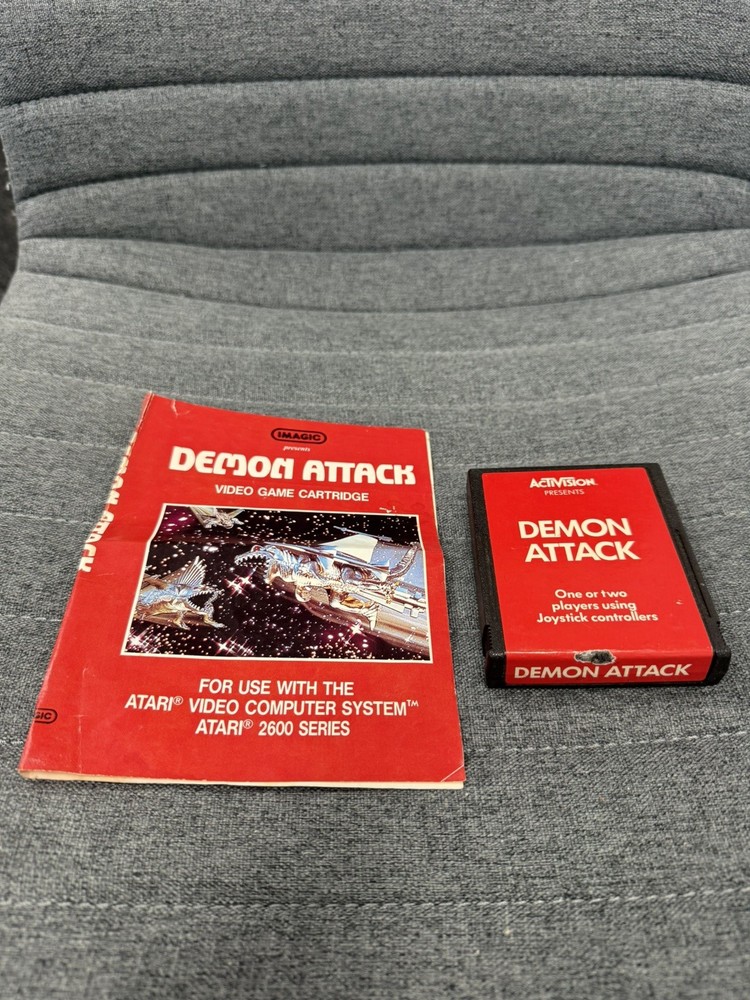 IMAGIC
presents
DEMON ATTACK
VIDEO GAME CARTRIDGE
FOR USE WITH THE
ATARI® VIDEO COMPUTER SYSTEM™
ATARI® 2600 SERIES
ACTIVISION
PRESENTS
DEMON
ATTACK
One or two
players using
Joystick controllers
DEMON ATTACK